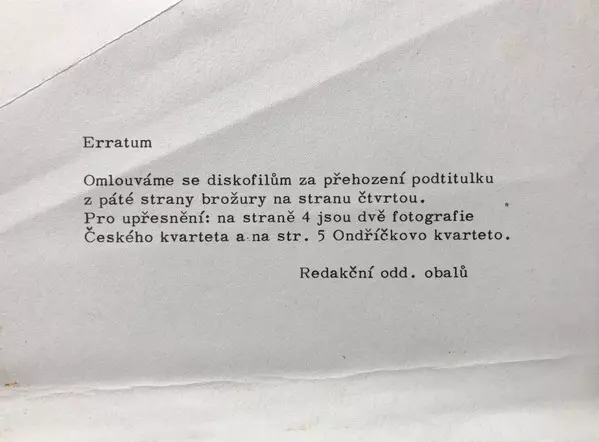 Erratum
Omlouváme se diskofilům za přehození podtitulku
z páté strany brožury na stranu čtvrtou.
Pro upřesnění: na straně 4 jsou dvě fotografie
Českého kvarteta a na str. 5 Ondříčkovo kvarteto.
Redakční odd. obalů